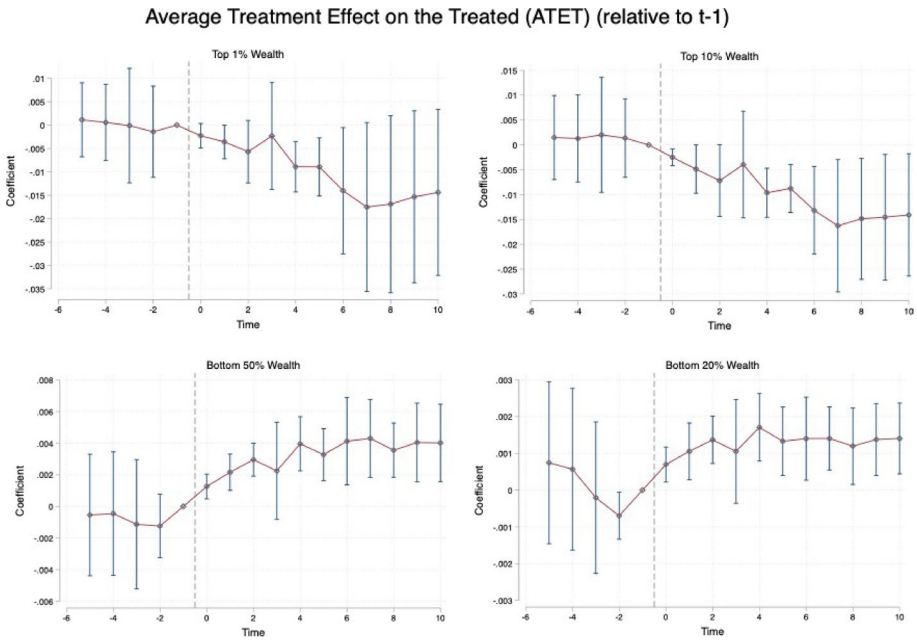 Average Treatment Effect on the Treated (ATET) (relative to t-1)
Top 1% Wealth
.01
.005
0
-.005
-.01
-.015
-.02
-.025
-.03
-.035
Coefficient
-6 -4 -2 0 2 4 6 8 10
Time
Top 10% Wealth
.015
.01
.005
0
-.005
-.01
-.015
-.02
-.025
-.03
Coefficient
-6 -4 -2 0 2 4 6 8 10
Time
Bottom 50% Wealth
.008
.006
.004
.002
0
-.002
-.004
-.006
Coefficient
-6 -4 -2 0 2 4 6 8 10
Time
Bottom 20% Wealth
.003
.002
.001
0
-.001
-.002
-.003
Coefficient
-6 -4 -2 0 2 4 6 8 10
Time